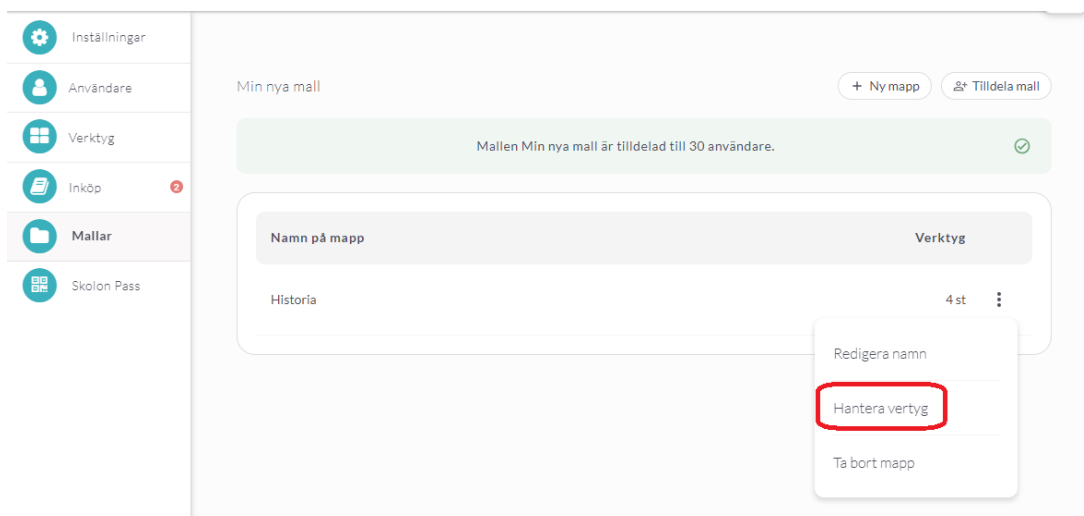 Inställningar
Användare
Verktyg
Inköp 2
Mallar
Skolon Pass
Min nya mall
+ Ny mapp
Tilldela mall
Mallen Min nya mall är tilldelad till 30 användare.
Namn på mapp Verktyg
Historia 4 st
Redigera namn
Hantera vertyg
Ta bort mapp